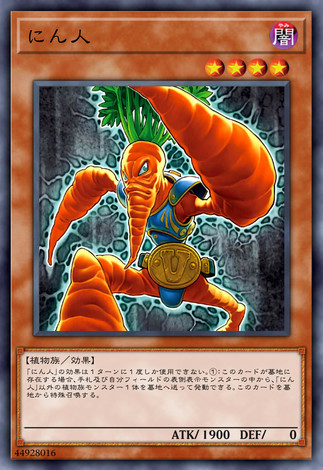 にん人
闇
やみ
【植物族／効果】
「にん人」の効果は１ターンに１度しか使用できない。①：このカードが墓地に
存在する場合、手札及び自分フィールドの表側表示モンスターの中から、「にん
人」以外の植物族モンスター１体を墓地へ送って発動できる。このカードを墓
地から特殊召喚する。
ATK/ 1900 DEF/ 0
44928016